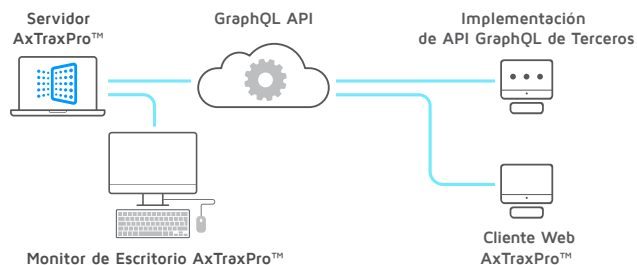 Servidor
AxTraxPro™
GraphQL API
Implementación
de API GraphQL de Terceros
Monitor de Escritorio AxTraxPro™
Cliente Web
AxTraxPro™